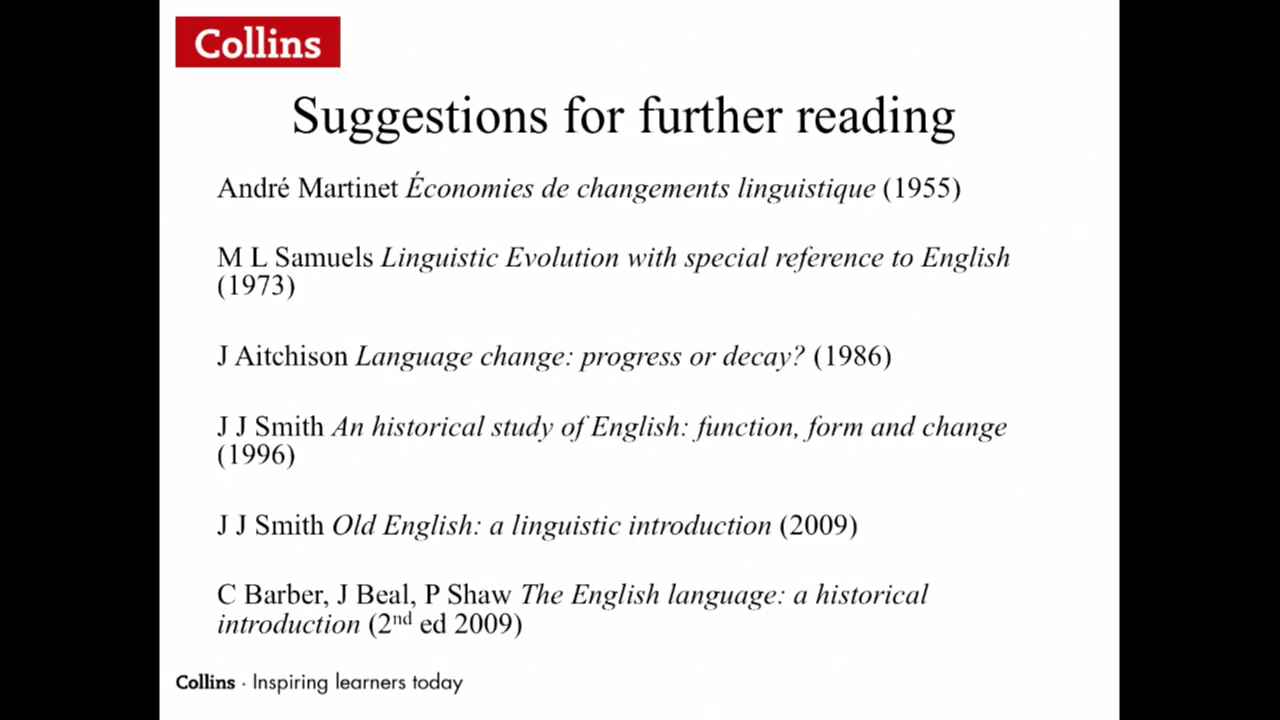 Collins
Suggestions for further reading
André Martinet Économies de changements linguistique (1955)
M L Samuels Linguistic Evolution with special reference to English
(1973)
J Aitchison Language change: progress or decay? (1986)
J J Smith An historical study of English: function, form and change
(1996)
J J Smith Old English: a linguistic introduction (2009)
C Barber, J Beal, P Shaw The English language: a historical
introduction (2nd ed 2009)
Collins · Inspiring learners today